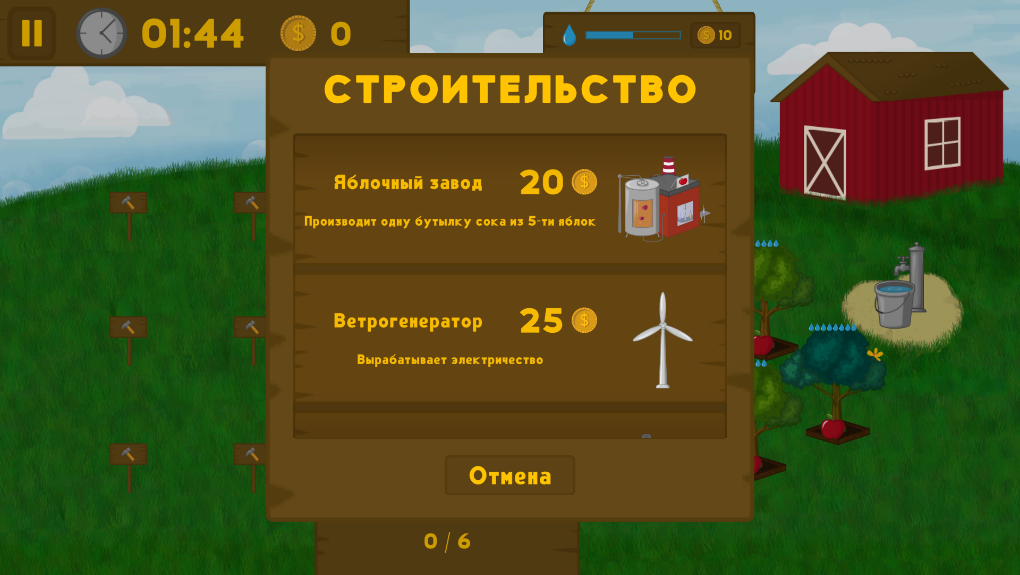 01:44 $ 0
$ 10
СТРОИТЕЛЬСТВО
Яблочный завод 20 $
Производит одну бутылку сока из 5-ти яблок
Ветрогенератор 25 $
Вырабатывает электричество
Отмена
0 / 6